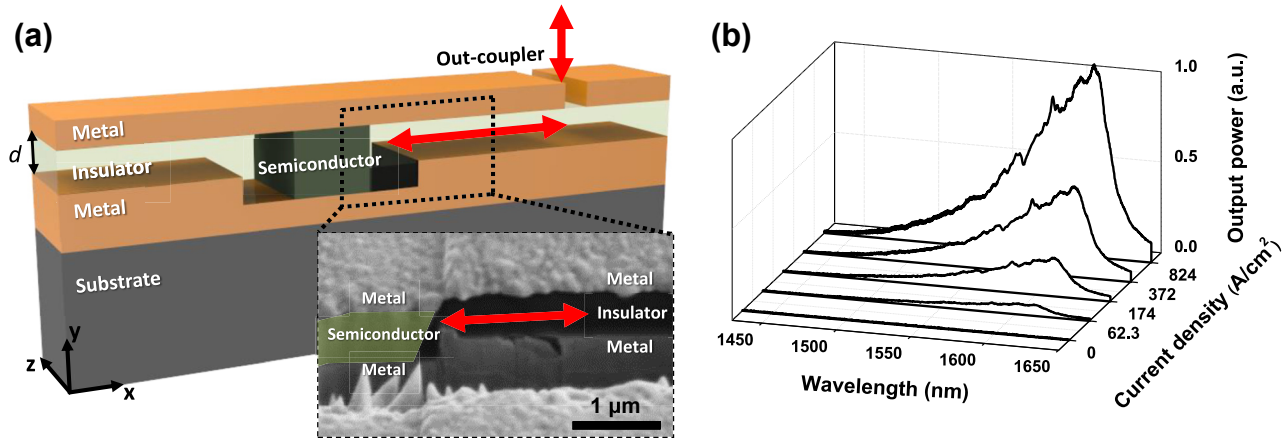 (a)
Out-coupler
Metal
d
Insulator
Semiconductor
Metal
Substrate
y
z
x
Metal
Metal
Insulator
Semiconductor
Metal
Metal
1 μm
(b)
1.0
0.5
0.0
Output power (a.u.)
824
372
174
62.3
0
Current density (A/cm²)
1450
1500
1550
1600
1650
Wavelength (nm)